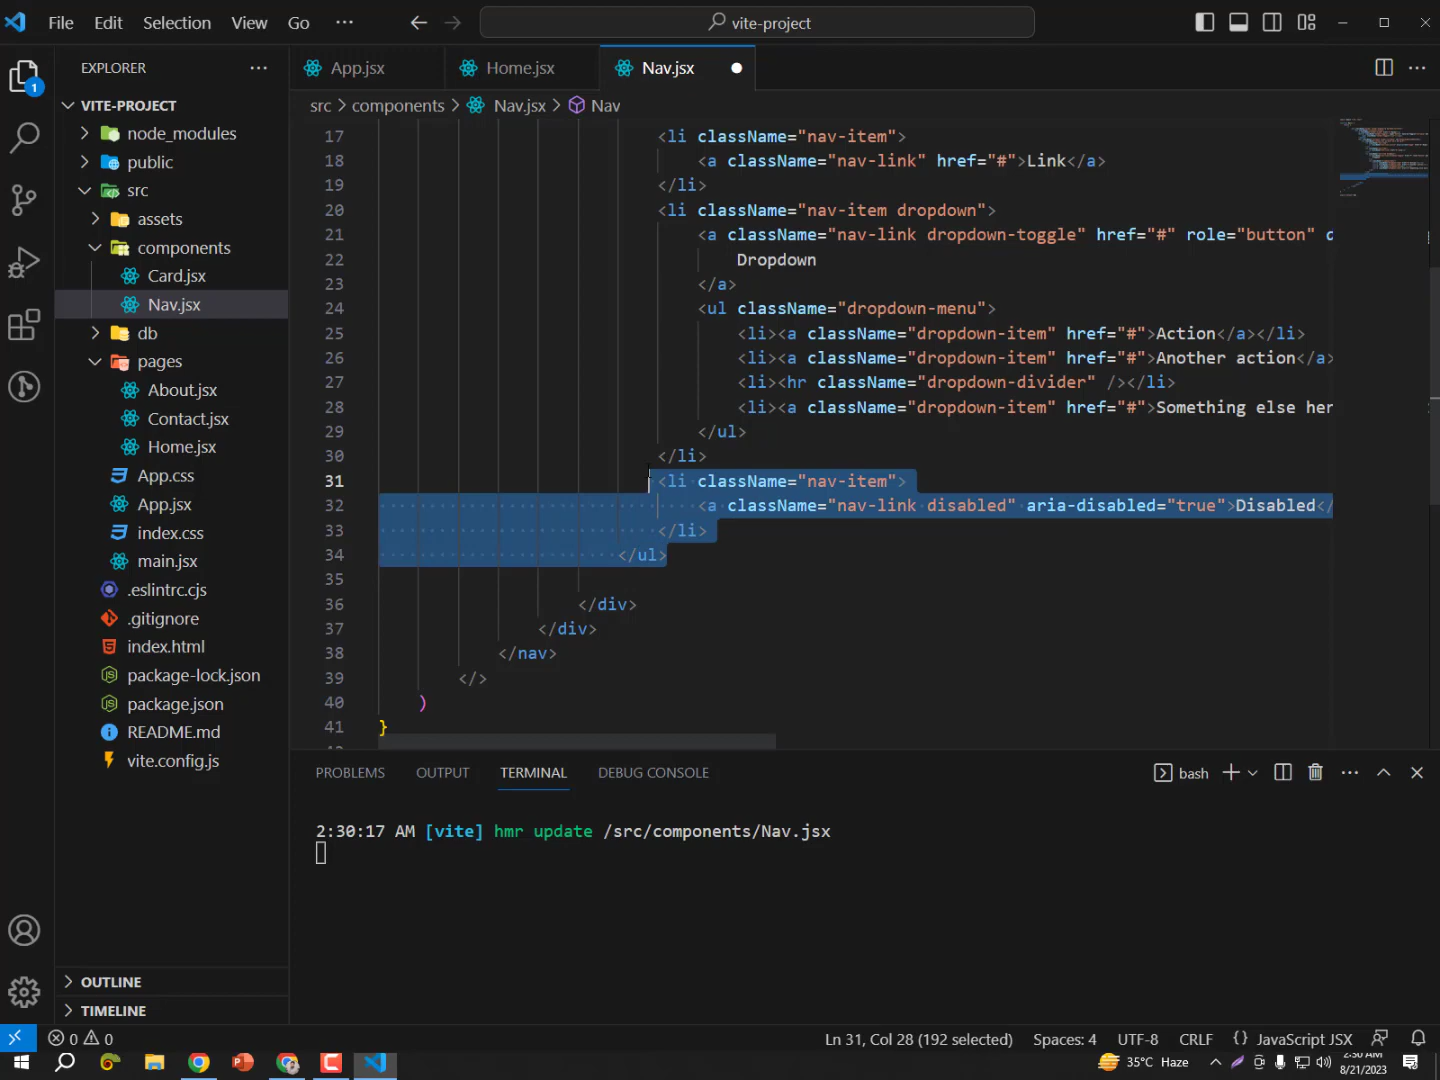 File Edit Selection View Go ··· vite-project
EXPLORER ··· App.jsx Home.jsx Nav.jsx
VITE-PROJECT
node_modules
public
src
assets
components
Card.jsx
Nav.jsx
db
pages
About.jsx
Contact.jsx
Home.jsx
App.css
App.jsx
index.css
main.jsx
.eslintrc.cjs
.gitignore
index.html
package-lock.json
package.json
README.md
vite.config.js
OUTLINE
TIMELINE
1
src > components > Nav.jsx > Nav
17 <li className="nav-item">
18 <a className="nav-link" href="#">Link</a>
19 </li>
20 <li className="nav-item dropdown">
21 <a className="nav-link dropdown-toggle" href="#" role="button" d
22 Dropdown
23 </a>
24 <ul className="dropdown-menu">
25 <li><a className="dropdown-item" href="#">Action</a></li>
26 <li><a className="dropdown-item" href="#">Another action</a>
27 <li><hr className="dropdown-divider" /></li>
28 <li><a className="dropdown-item" href="#">Something else her
29 </ul>
30 </li>
31 <li className="nav-item">
32 <a className="nav-link disabled" aria-disabled="true">Disabled</
33 </li>
34 </ul>
35
36 </div>
37 </div>
38 </nav>
39 </>
40 )
41 }
PROBLEMS OUTPUT TERMINAL DEBUG CONSOLE bash
2:30:17 AM [vite] hmr update /src/components/Nav.jsx
0 0 Ln 31, Col 28 (192 selected) Spaces: 4 UTF-8 CRLF {} JavaScript JSX
35°C Haze 2:30 AM
8/21/2023